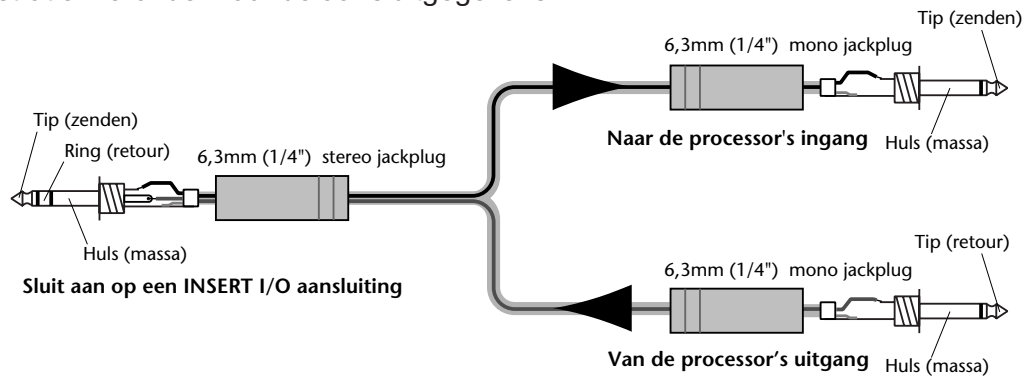 Tip (zenden)
6,3mm (1/4") mono jackplug
Naar de processor's ingang
Huls (massa)
Tip (zenden)
Ring (retour)
6,3mm (1/4") stereo jackplug
Huls (massa)
Sluit aan op een INSERT I/O aansluiting
Tip (retour)
6,3mm (1/4") mono jackplug
Van de processor’s uitgang
Huls (massa)